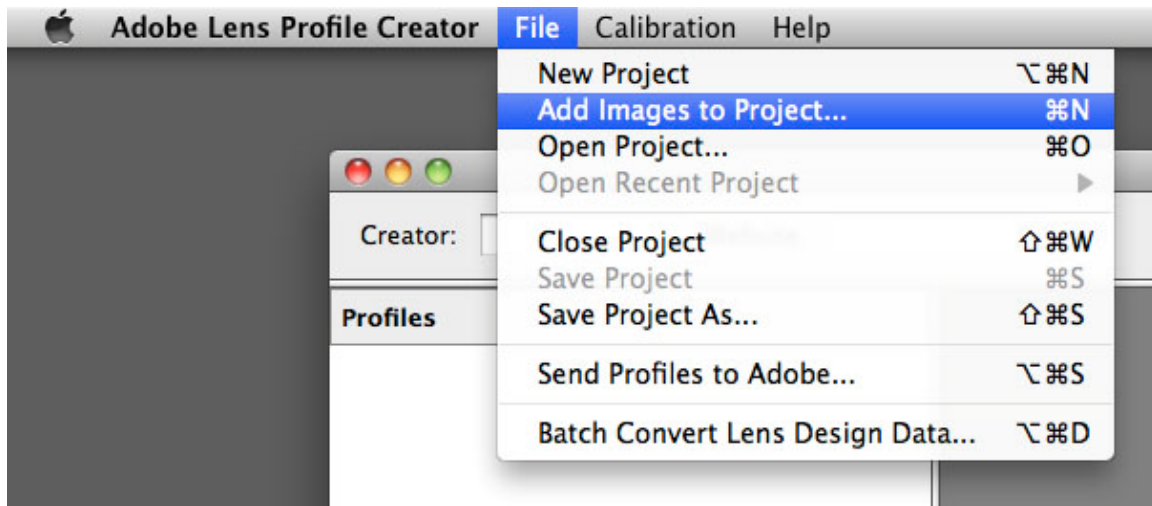 Adobe Lens Profile Creator File Calibration Help
New Project ⌥⌘N
Add Images to Project... ⌘N
Open Project... ⌘O
Open Recent Project ▶
Creator:
Close Project ⇧⌘W
Save Project ⌘S
Profiles
Save Project As... ⇧⌘S
Send Profiles to Adobe... ⌥⌘S
Batch Convert Lens Design Data... ⌥⌘D